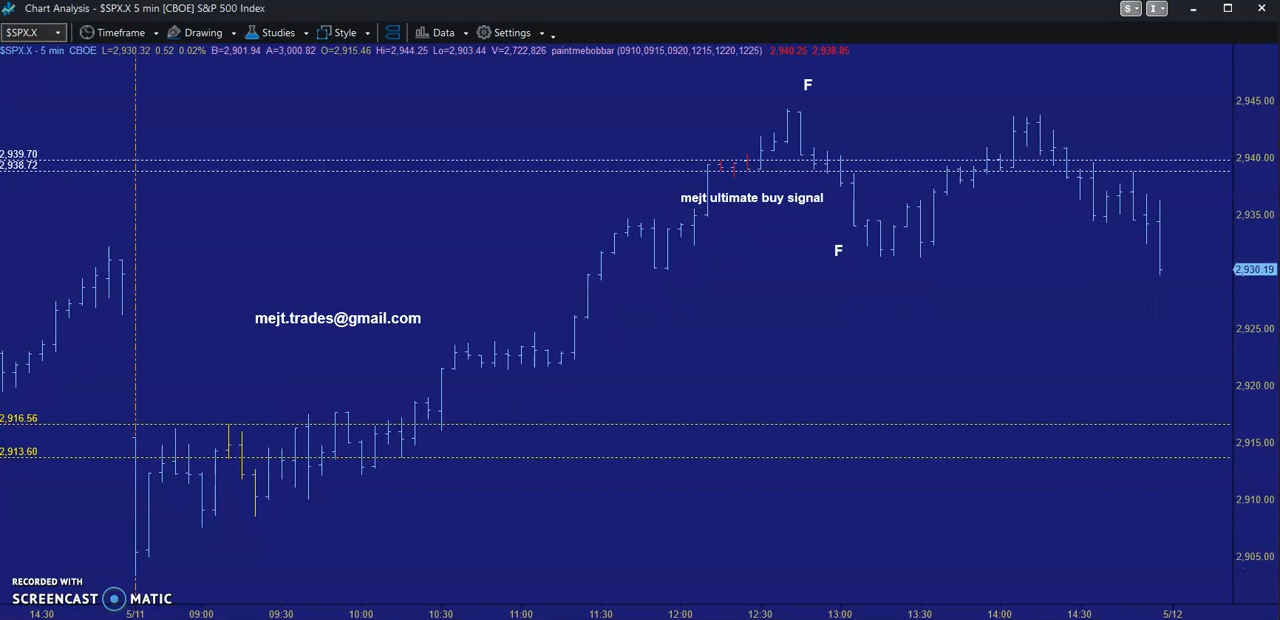 Chart Analysis - $SPX.X 5 min [CBOE] S&P 500 Index
S
I
$SPX.X Timeframe Drawing Studies Style Data Settings
$SPX.X - 5 min CBOE L=2,930.32 0.52 0.02% B=2,901.94 A=3,000.82 O=2,915.46 Hi=2,944.25 Lo=2,903.44 V=2,722,826 paintmebobbar (0910,0915,0920,1215,1220,1225) 2,940.25 2,938.85
F
2,945.00
2,939.70
2,940.00
2,938.72
mejt ultimate buy signal
2,935.00
F
2,930.19
mejt.trades@gmail.com
2,925.00
2,920.00
2,916.56
2,915.00
2,913.60
2,910.00
2,905.00
RECORDED WITH
SCREENCAST MATIC
14:30 5/11 09:00 09:30 10:00 10:30 11:00 11:30 12:00 12:30 13:00 13:30 14:00 14:30 5/12